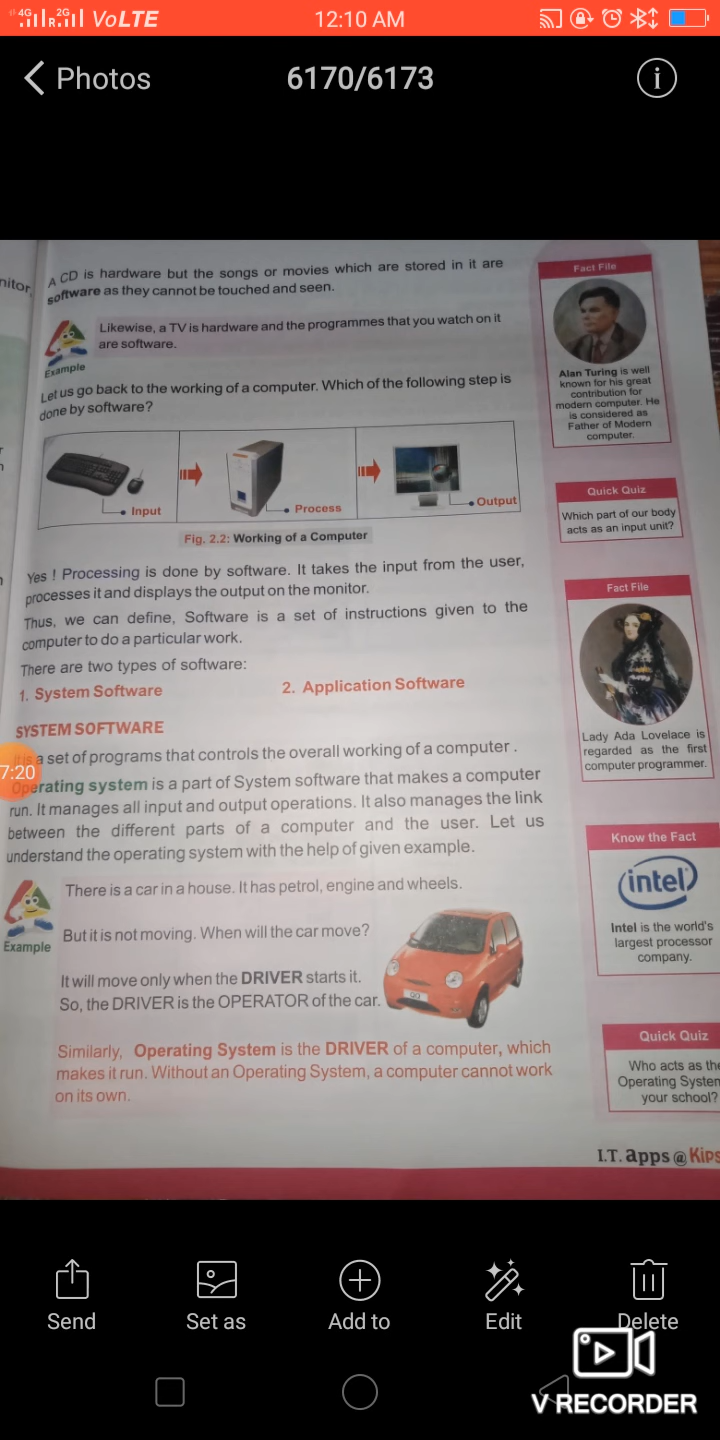 4G R 2G VoLTE
12:10 AM
Photos
6170/6173
nitor,
A CD is hardware but the songs or movies which are stored in it are
software as they cannot be touched and seen.
Example
Likewise, a TV is hardware and the programmes that you watch on it
are software.
Let us go back to the working of a computer. Which of the following step is
done by software?
Input
Process
Output
Fig. 2.2: Working of a Computer
Yes ! Processing is done by software. It takes the input from the user,
processes it and displays the output on the monitor.
Thus, we can define, Software is a set of instructions given to the
computer to do a particular work.
There are two types of software:
1. System Software
2. Application Software
SYSTEM SOFTWARE
It is a set of programs that controls the overall working of a computer .
7:20
Operating system is a part of System software that makes a computer
run. It manages all input and output operations. It also manages the link
between the different parts of a computer and the user. Let us
understand the operating system with the help of given example.
Example
There is a car in a house. It has petrol, engine and wheels.
But it is not moving. When will the car move?
It will move only when the DRIVER starts it.
So, the DRIVER is the OPERATOR of the car.
QQ
Similarly, Operating System is the DRIVER of a computer, which
makes it run. Without an Operating System, a computer cannot work
on its own.
Fact File
Alan Turing is well
known for his great
contribution for
modern computer. He
is considered as
Father of Modern
computer.
Quick Quiz
Which part of our body
acts as an input unit?
Fact File
Lady Ada Lovelace is
regarded as the first
computer programmer.
Know the Fact
intel
Intel is the world's
largest processor
company.
Quick Quiz
Who acts as the
Operating System
your school?
I.T. apps @ Kips
Send
Set as
Add to
Edit
Delete
V RECORDER